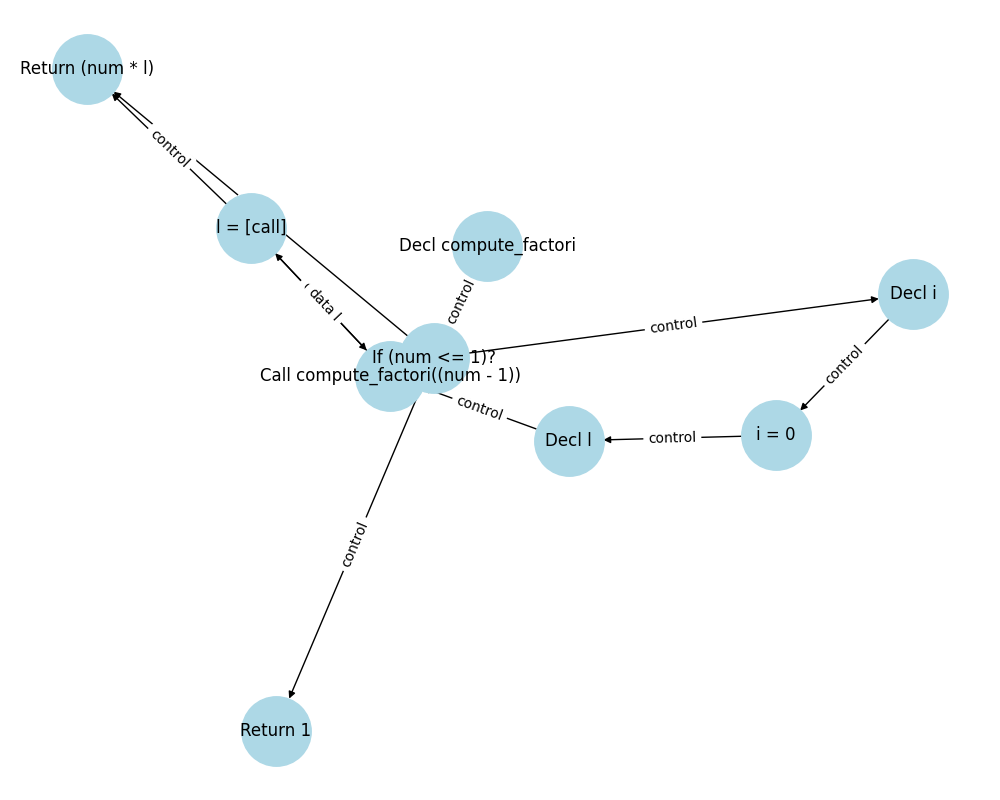 Return (num * l)
control
l = [call]
Decl compute_factori
control
Decl i
data l
control
If (num <= 1)?
control
Call compute_factori((num - 1))
control
Decl l
control
i = 0
control
Return 1